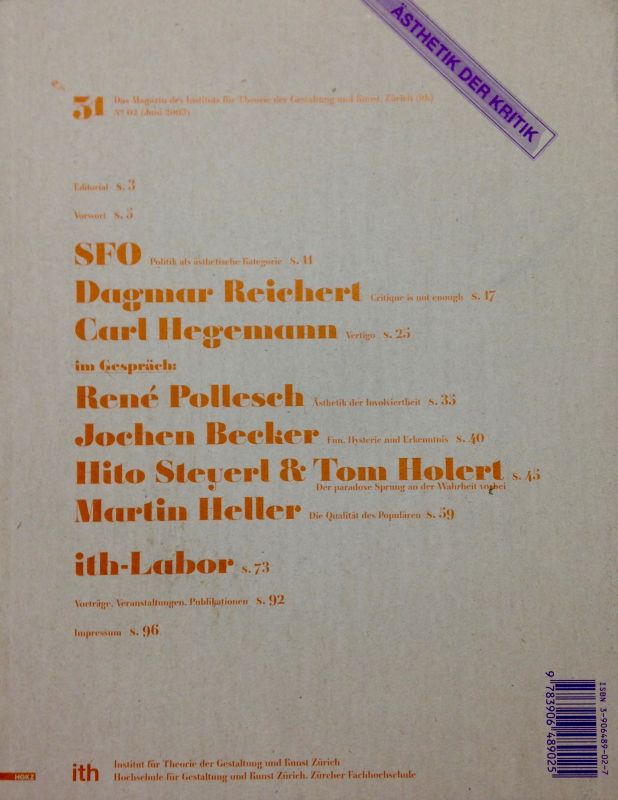 ÄSTHETIK DER KRITIK
31 Das Magazin des Instituts für Theorie der Gestaltung und Kunst, Zürich (ith)
Nº 02 (Juni 2003)
Editorial S. 3
Vorwort S. 5
SFO Politik als ästhetische Kategorie S. 11
Dagmar Reichert Critique is not enough S. 17
Carl Hegemann Vertigo S. 25
im Gespräch:
René Pollesch Ästhetik der Involviertheit S. 35
Jochen Becker Fun, Hysterie und Erkenntnis S. 40
Hito Steyerl & Tom Holert S. 45
Der paradoxe Sprung an der Wahrheit vorbei
Martin Heller Die Qualität des Populären S. 59
ith-Labor S. 73
Vorträge, Veranstaltungen, Publikationen S. 92
Impressum S. 96
ISBN 3-906489-02-7
9 783906 489025
HGKZ
ith Institut für Theorie der Gestaltung und Kunst Zürich
Hochschule für Gestaltung und Kunst Zürich, Zürcher Fachhochschule